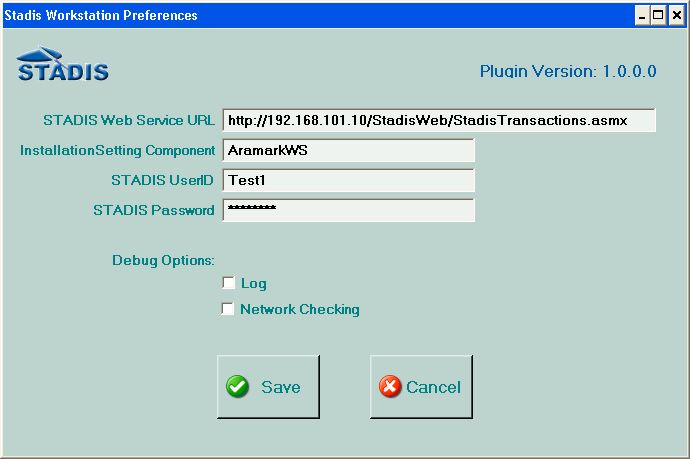 Stadis Workstation Preferences
STADIS
Plugin Version: 1.0.0.0
STADIS Web Service URL http://192.168.101.10/StadisWeb/StadisTransactions.asmx
InstallationSetting Component AramarkWS
STADIS UserID Test1
STADIS Password ********
Debug Options:
Log
Network Checking
Save Cancel